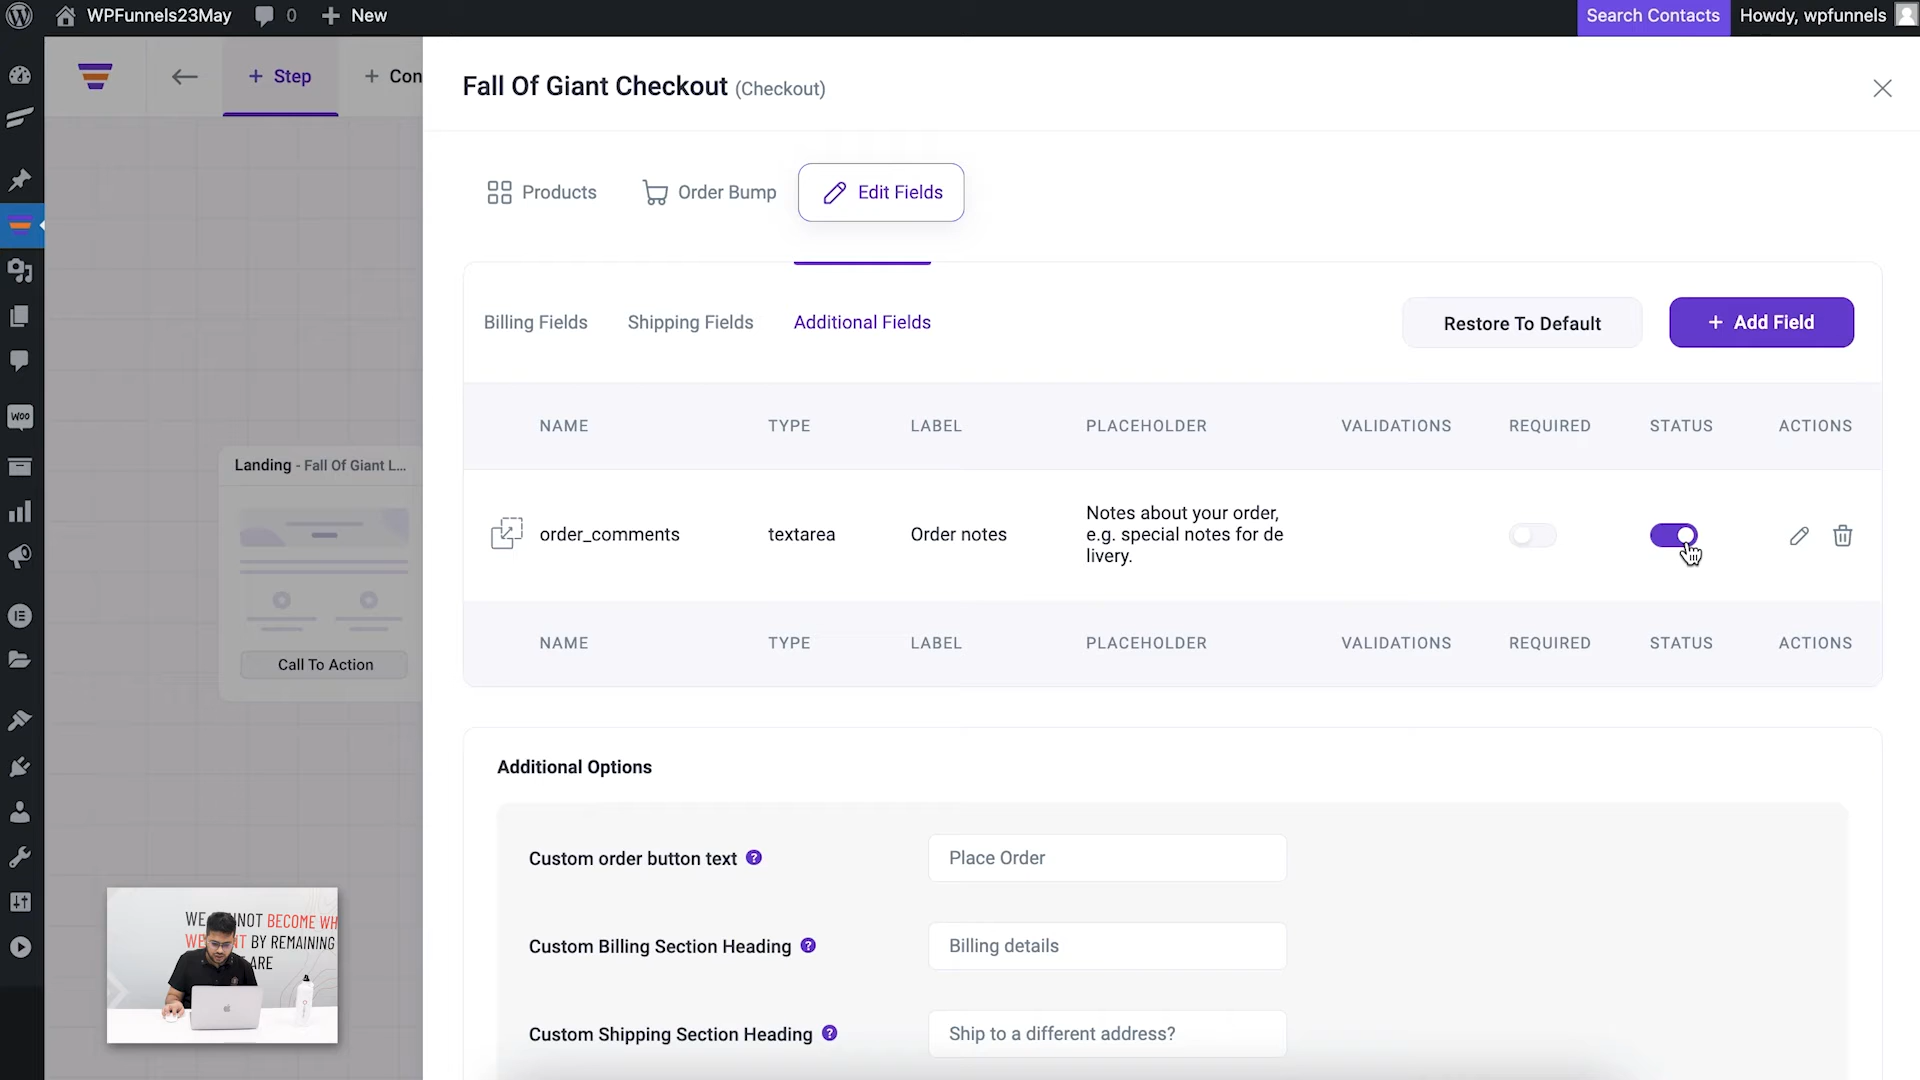 WPFunnels23May
0
New
Search Contacts
Howdy, wpfunnels
+ Step
+ Con
Fall Of Giant Checkout (Checkout)
Products
Order Bump
Edit Fields
Billing Fields
Shipping Fields
Additional Fields
Restore To Default
+ Add Field
NAME TYPE LABEL PLACEHOLDER VALIDATIONS REQUIRED STATUS ACTIONS
order_comments
textarea
Order notes
Notes about your order,
e.g. special notes for de
livery.
NAME TYPE LABEL PLACEHOLDER VALIDATIONS REQUIRED STATUS ACTIONS
Landing - Fall Of Giant L...
Call To Action
Additional Options
Custom order button text ?
Place Order
Custom Billing Section Heading ?
Billing details
Custom Shipping Section Heading ?
Ship to a different address?
WOO
BECOME WH
BY REMAINING
ARE